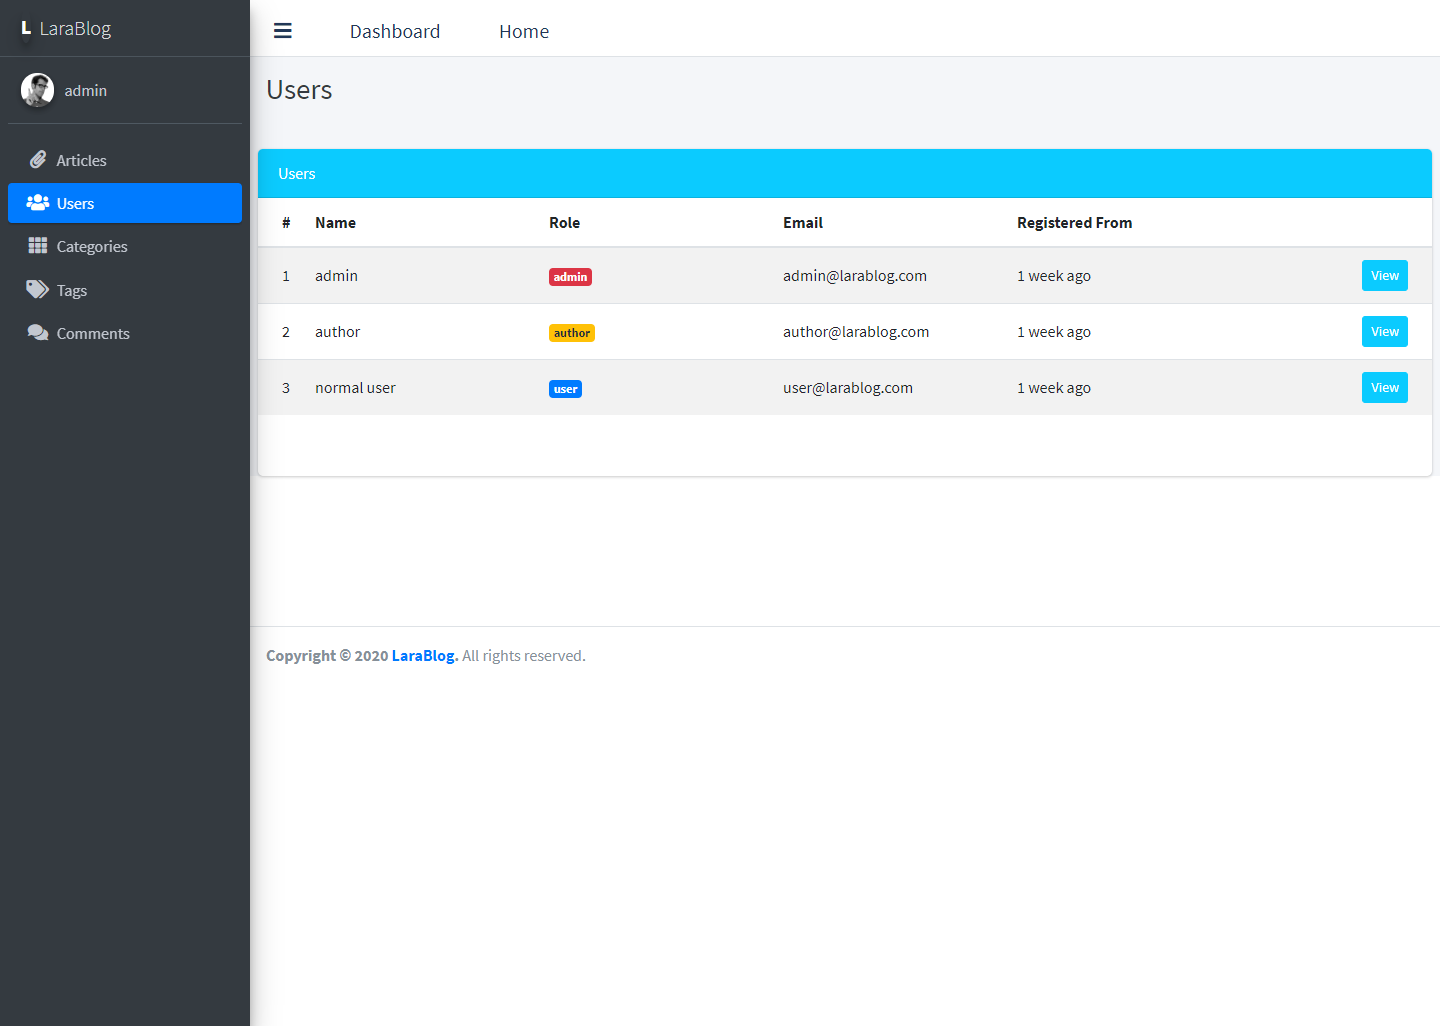 L LaraBlog
Dashboard Home
admin
Users
Articles
Users
Categories
Tags
Comments
Users
# Name Role Email Registered From
1 admin admin admin@larablog.com 1 week ago View
2 author author author@larablog.com 1 week ago View
3 normal user user user@larablog.com 1 week ago View
Copyright © 2020 LaraBlog. All rights reserved.